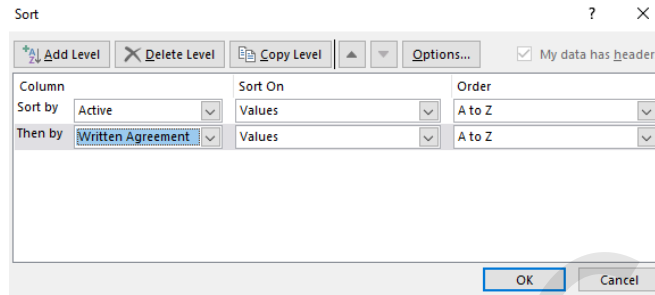 Sort ? X
Add Level Delete Level Copy Level Options... My data has header
Column Sort On Order
Sort by Active Values A to Z
Then by Written Agreement Values A to Z
OK Cancel